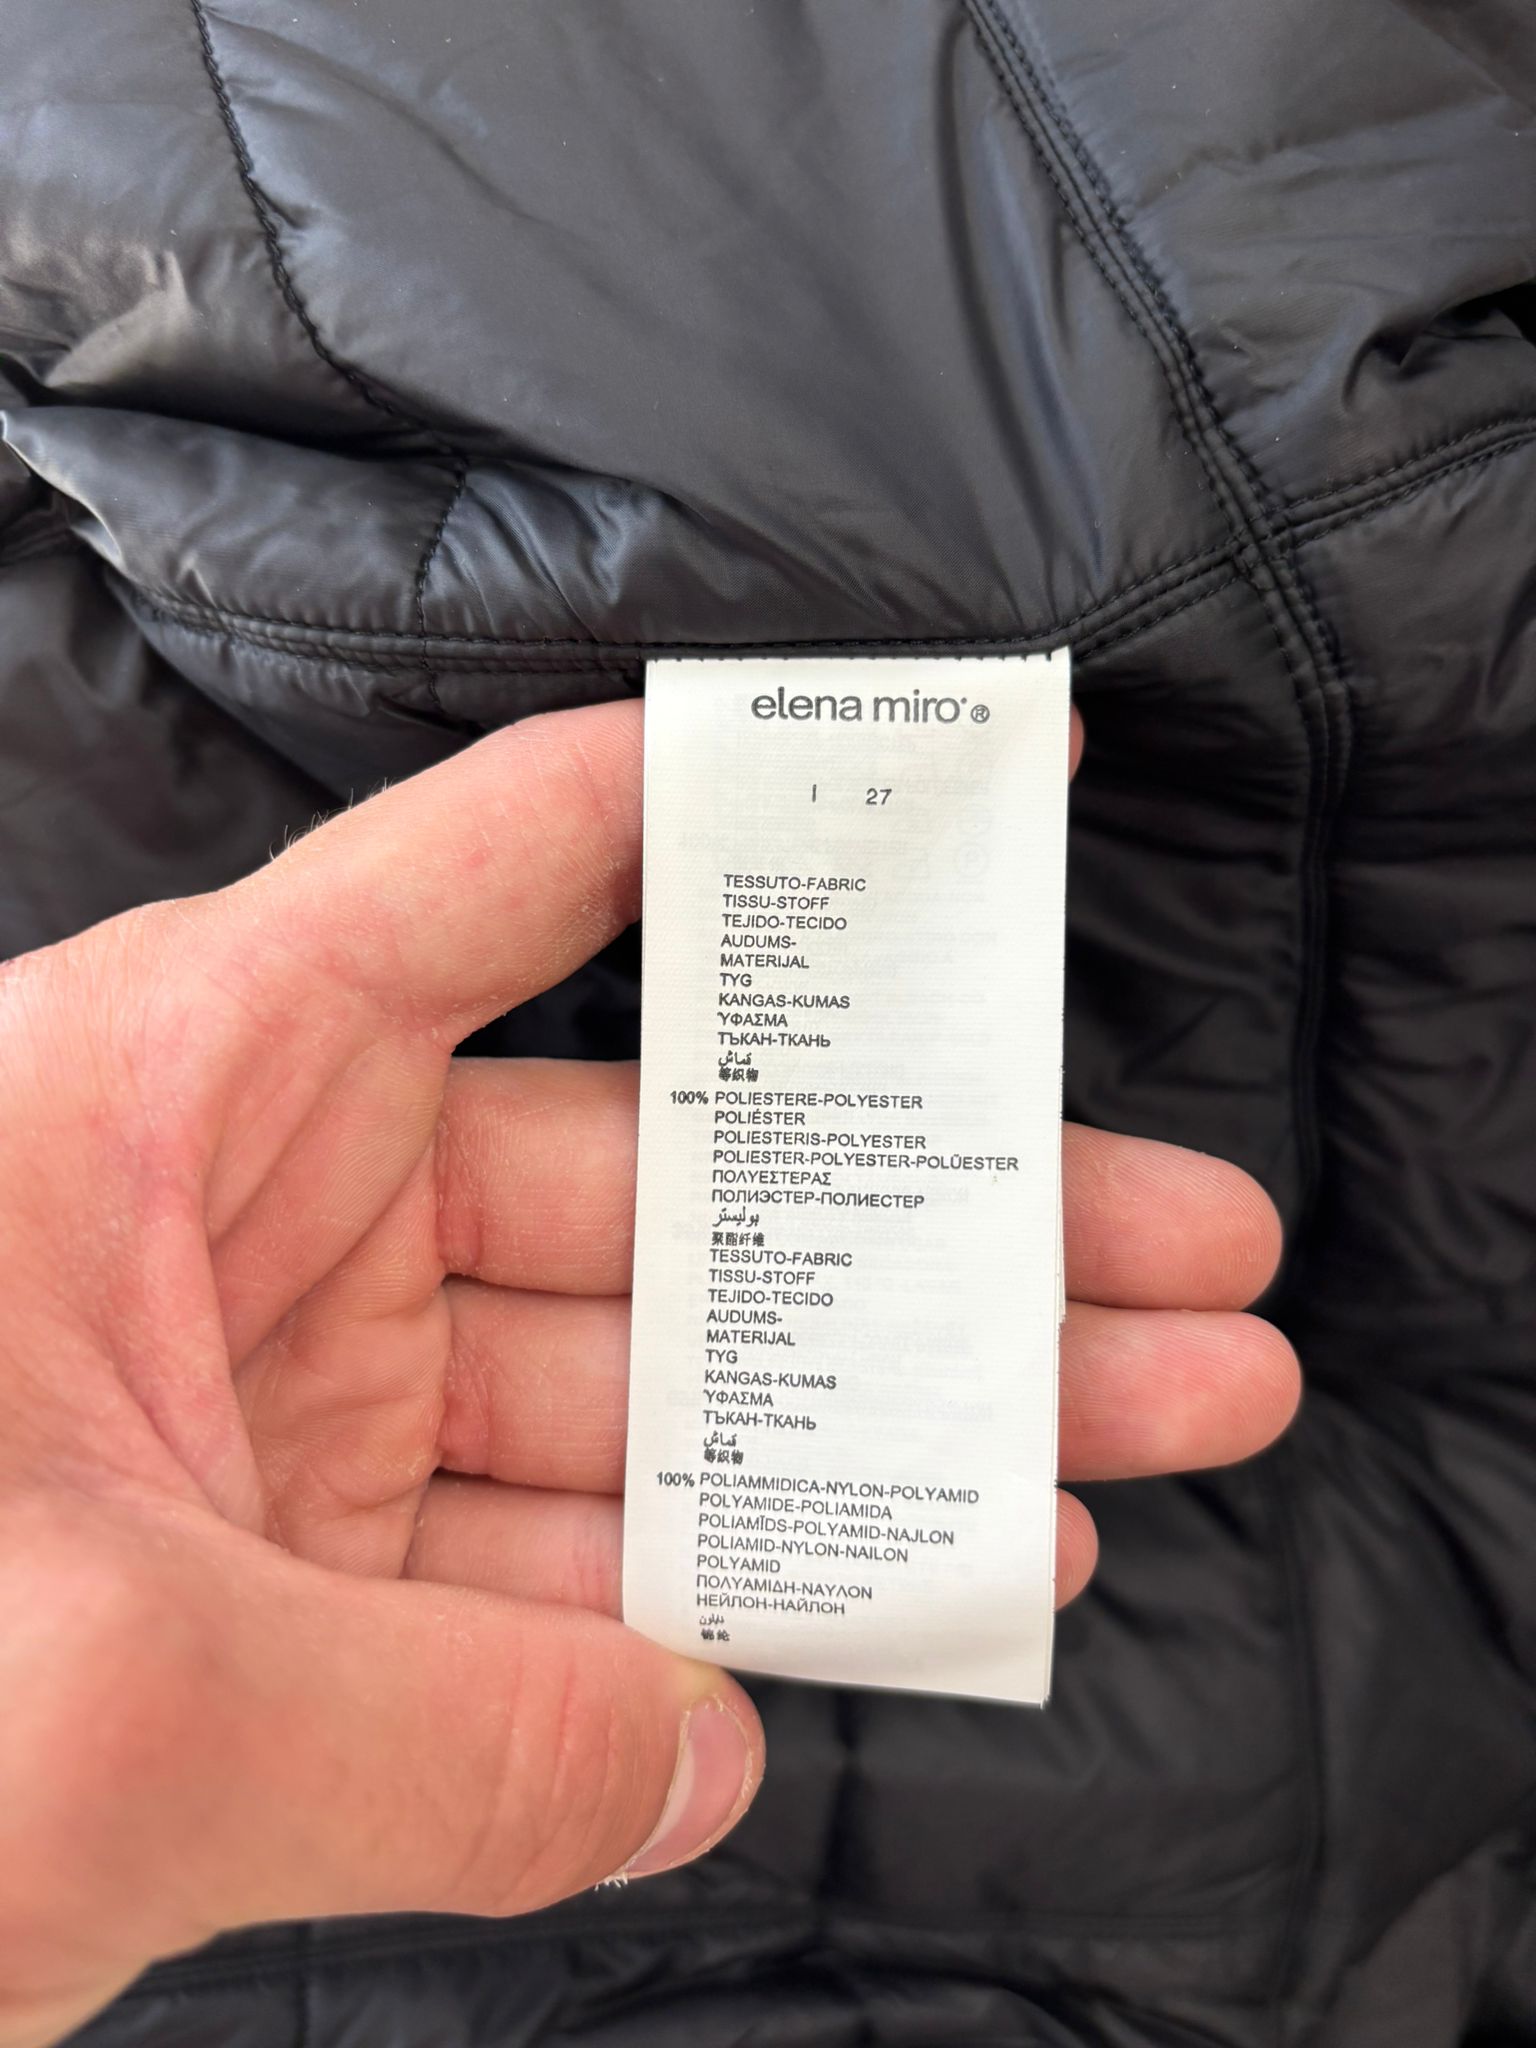 elena miro®
I 27
TESSUTO-FABRIC
TISSU-STOFF
TEJIDO-TECIDO
AUDUMS-
MATERIJAL
TYG
KANGAS-KUMAS
ΎΦΑΣΜΑ
ТЪКАН-ТКАНЬ
قماش
等织物
100% POLIESTERE-POLYESTER
POLIÉSTER
POLIESTERIS-POLYESTER
POLIESTER-POLYESTER-POLÜESTER
ΠΟΛΥΕΣΤΕΡΑΣ
ПОЛИЭСТЕР-ПОЛИЕСТЕР
بوليستر
聚酯纤维
TESSUTO-FABRIC
TISSU-STOFF
TEJIDO-TECIDO
AUDUMS-
MATERIJAL
TYG
KANGAS-KUMAS
ΎΦΑΣΜΑ
ТЪКАН-ТКАНЬ
قماش
等织物
100% POLIAMMIDICA-NYLON-POLYAMID
POLYAMIDE-POLIAMIDA
POLIAMĪDS-POLYAMID-NAJLON
POLIAMID-NYLON-NAILON
POLYAMID
ΠΟΛΥΑΜΙΔΗ-ΝΑΥΛΟΝ
НЕЙЛОН-НАЙЛОН
نايلون
锦纶